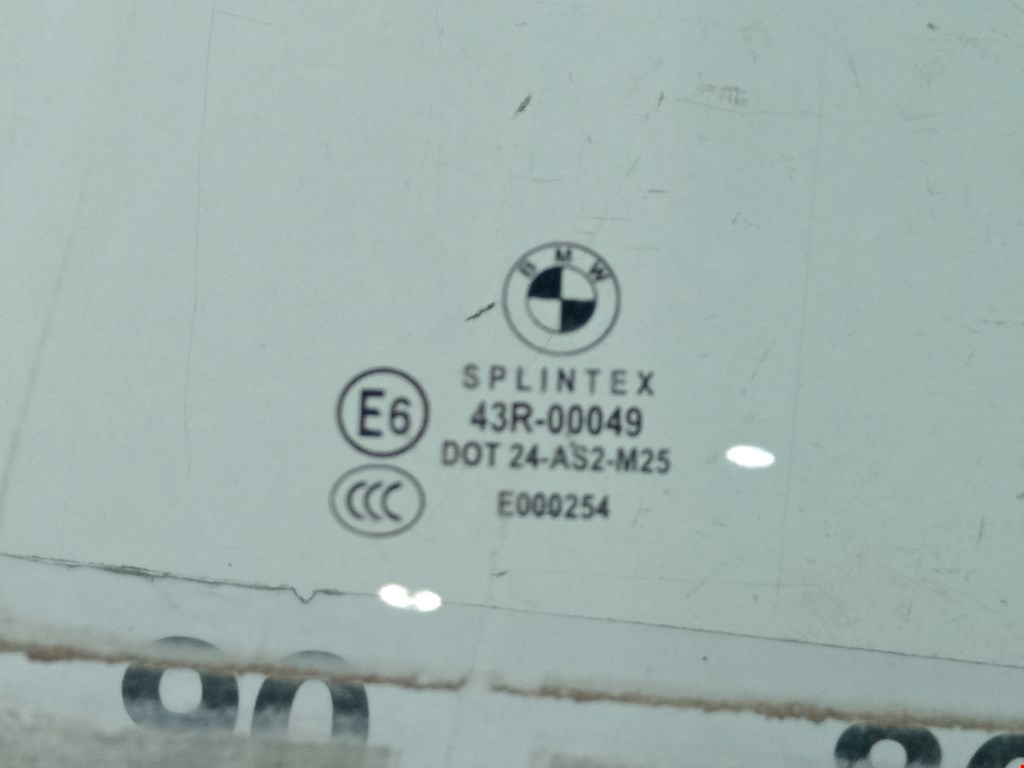 BMW
SPLINTEX
E6
43R-00049
DOT 24-AS2-M25
CCC
E000254